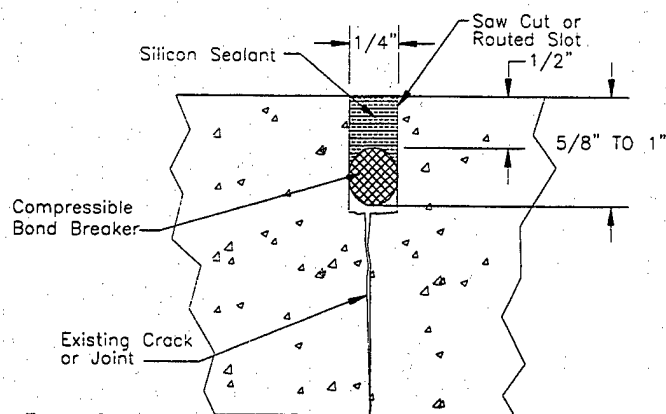 Saw Cut or
Routed Slot
1/4"
Silicon Sealant
1/2"
5/8" TO 1"
Compressible
Bond Breaker
Existing Crack
or Joint